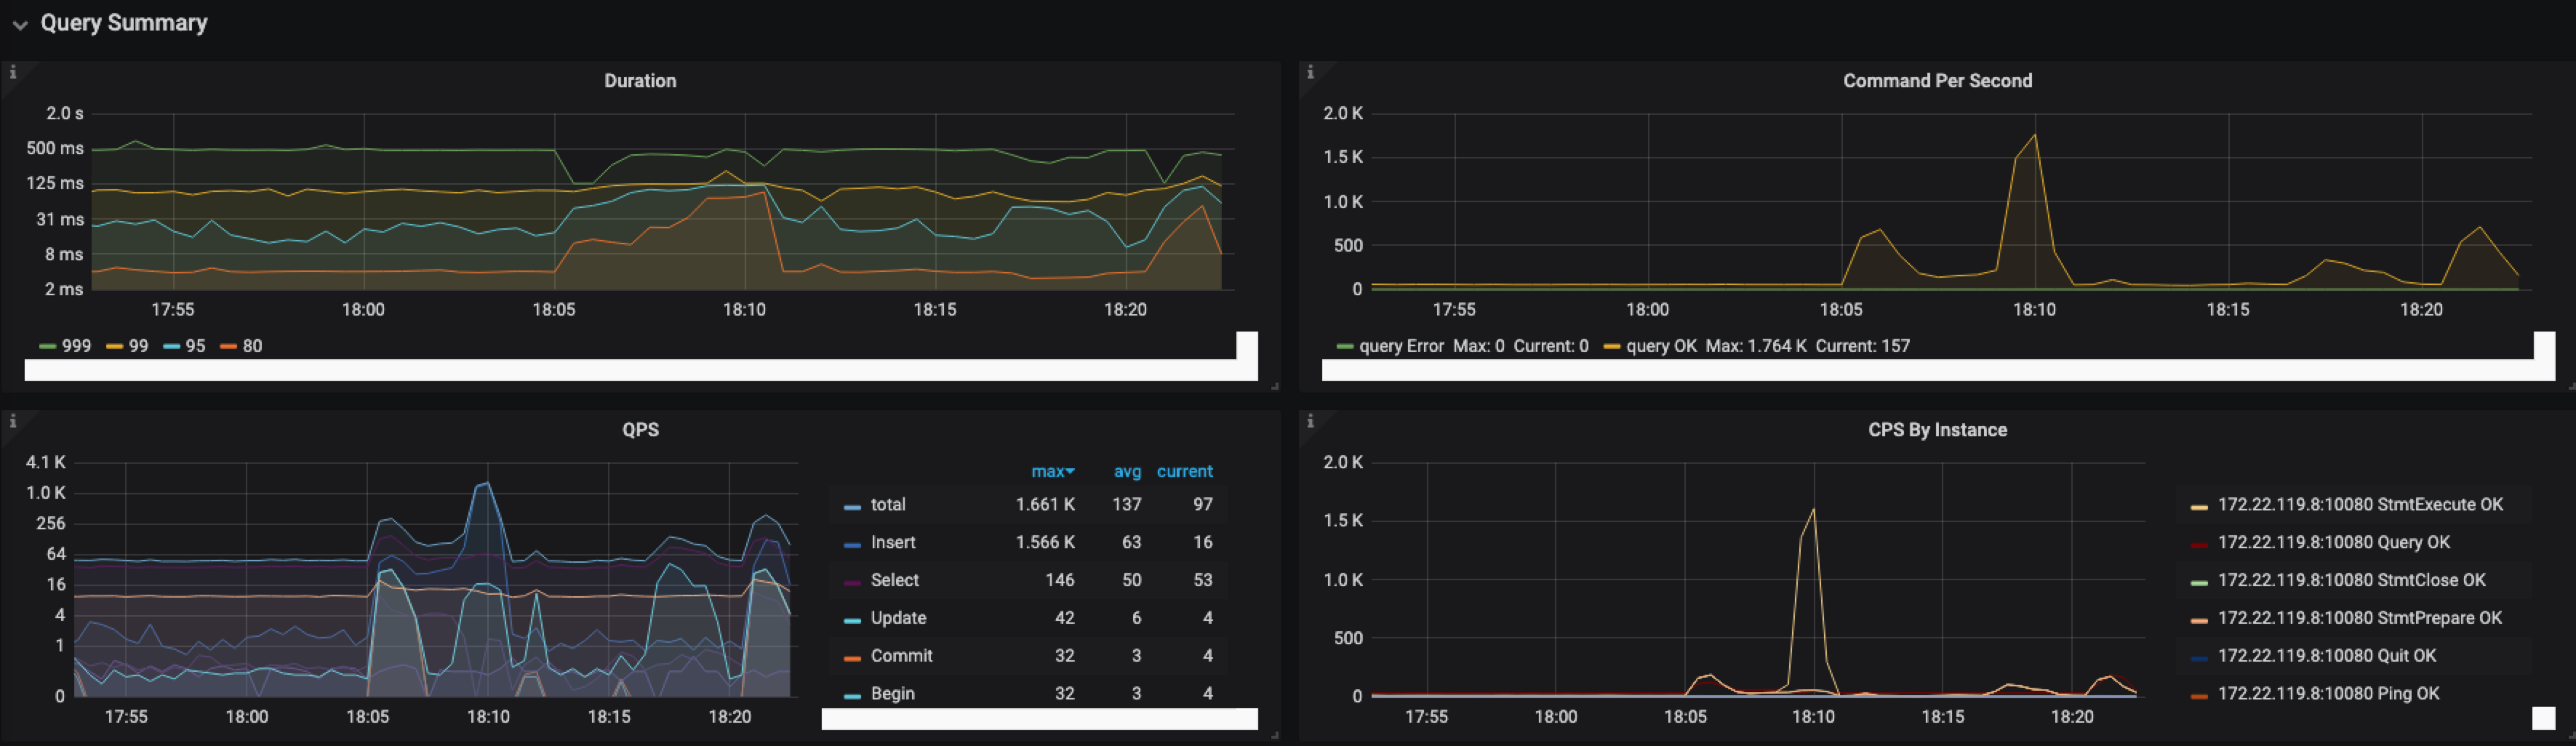 Query Summary
Duration
2.0 s
500 ms
125 ms
31 ms
8 ms
2 ms
17:55 18:00 18:05 18:10 18:15 18:20
999 99 95 80
Command Per Second
2.0 K
1.5 K
1.0 K
500
0
17:55 18:00 18:05 18:10 18:15 18:20
query Error Max: 0 Current: 0 query OK Max: 1.764 K Current: 157
QPS
4.1 K
1.0 K
256
64
16
4
1
0
17:55 18:00 18:05 18:10 18:15 18:20
max avg current
total 1.661 K 137 97
Insert 1.566 K 63 16
Select 146 50 53
Update 42 6 4
Commit 32 3 4
Begin 32 3 4
CPS By Instance
2.0 K
1.5 K
1.0 K
500
0
17:55 18:00 18:05 18:10 18:15 18:20
172.22.119.8:10080 StmtExecute OK
172.22.119.8:10080 Query OK
172.22.119.8:10080 StmtClose OK
172.22.119.8:10080 StmtPrepare OK
172.22.119.8:10080 Quit OK
172.22.119.8:10080 Ping OK